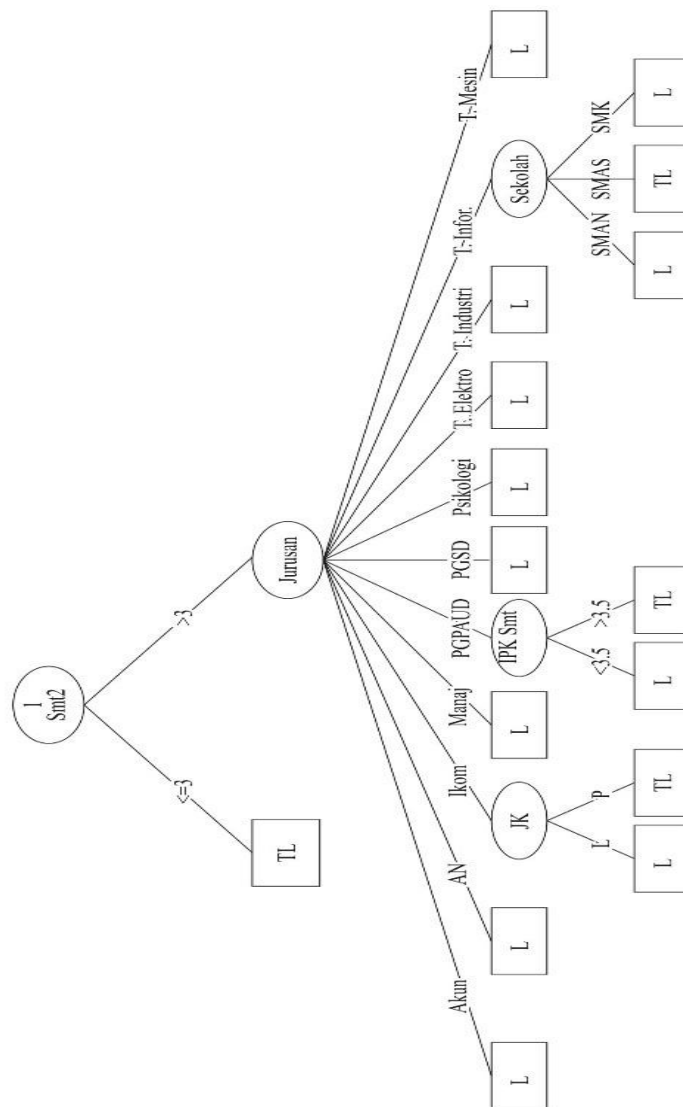 1
Smt2
<=3
>3
TL
Jurusan
Akun
AN
Ikom
Manaj
PGPAUD
PGSD
Psikologi
T. Elektro
T. Industri
T. Infor.
T. Mesin
L
L
JK
L
IPK Smt
L
L
L
L
Sekolah
L
L
P
<3.5
>3.5
SMAN
SMAS
SMK
L
TL
L
TL
L
TL
L